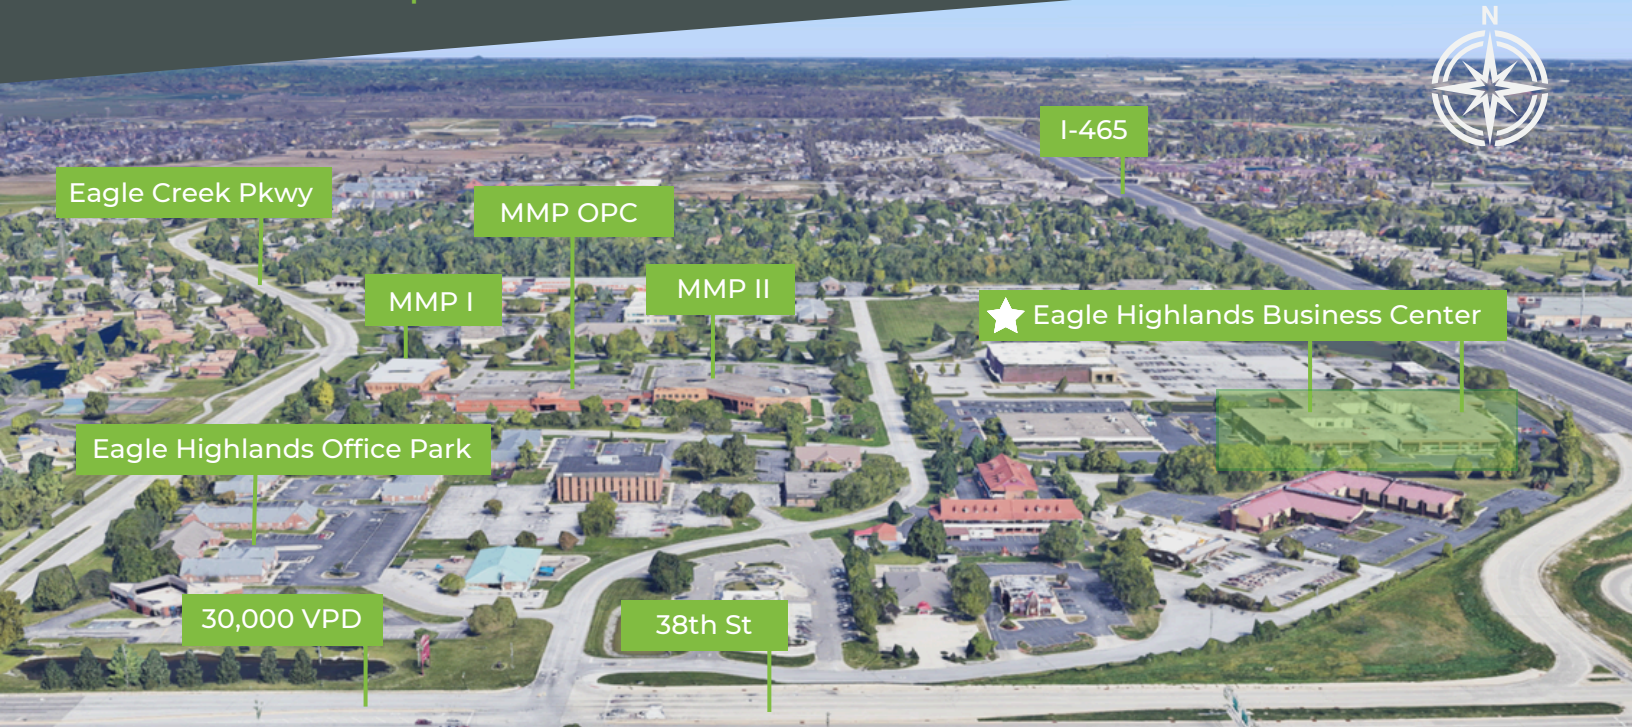 N
I-465
Eagle Creek Pkwy
MMP OPC
MMP I
MMP II
Eagle Highlands Business Center
Eagle Highlands Office Park
30,000 VPD
38th St